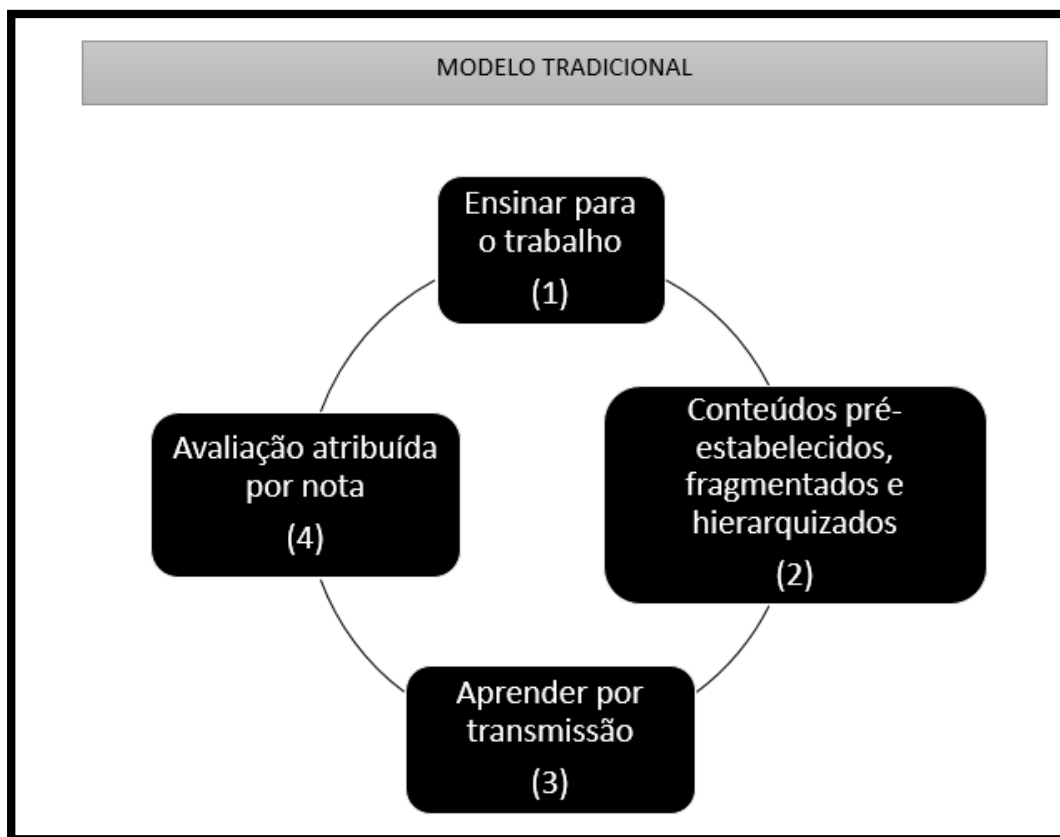 MODELO TRADICIONAL
Ensinar para
o trabalho
(1)
Conteúdos pré-
estabelecidos,
fragmentados e
hierarquizados
(2)
Aprender por
transmissão
(3)
Avaliação atribuída
por nota
(4)